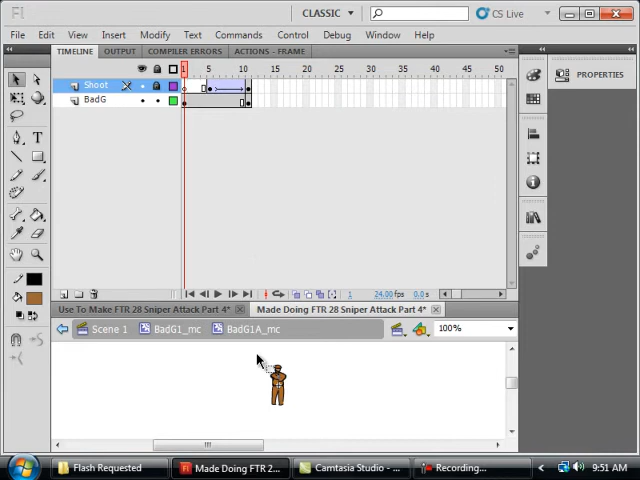 Fl
CLASSIC
CS Live
File Edit View Insert Modify Text Commands Control Debug Window Help
TIMELINE OUTPUT COMPILER ERRORS ACTIONS - FRAME
PROPERTIES
1 5 10 15 20 25 30 35 40 45 50
Shoot
BadG
1 24.00 fps 0.0 s
Use To Make FTR 28 Sniper Attack Part 4* Made Doing FTR 28 Sniper Attack Part 4*
Scene 1 BadG1_mc BadG1A_mc 100%
Flash Requested Made Doing FTR 2... Camtasia Studio - ... Recording... 9:51 AM